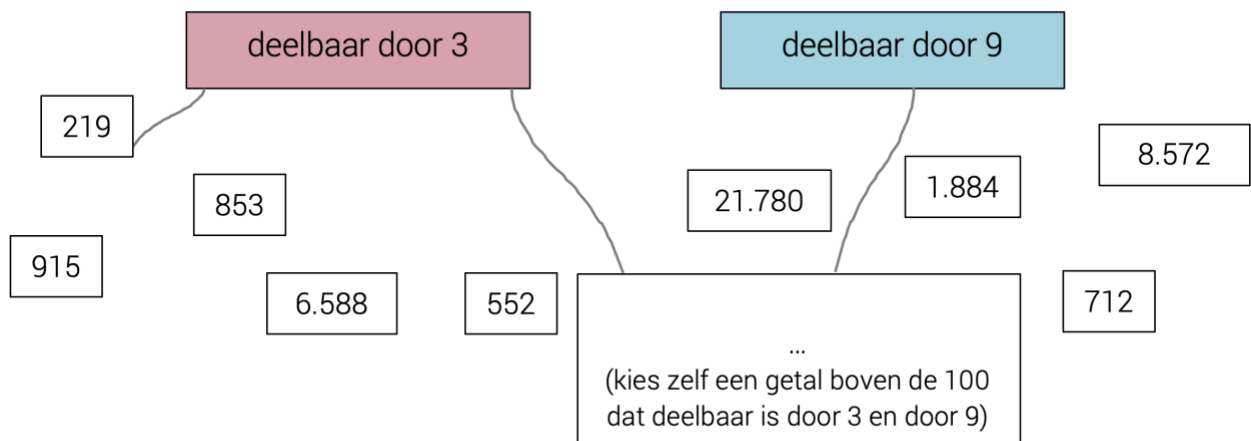 deelbaar door 3
deelbaar door 9
219
8.572
853
21.780
1.884
915
6.588
552
712
...
(kies zelf een getal boven de 100
dat deelbaar is door 3 en door 9)